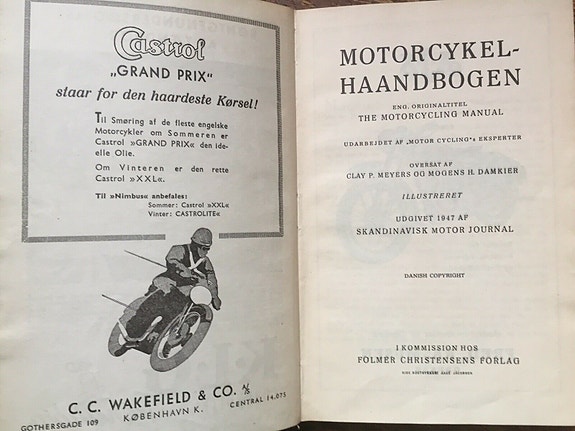 Castrol
„GRAND PRIX“
staar for den haardeste Kørsel!
Til Smøring af de fleste engelske
Motorcykler om Sommeren er
Castrol »GRAND PRIX« den ide-
elle Olie.
Om Vinteren er den rette
Castrol »XXL«.
Til »Nimbus« anbefales:
Sommer: Castrol »XXL«
Vinter: CASTROLITE«
C. C. WAKEFIELD & CO. A/S
GOTHERSGADE 109 KØBENHAVN K. CENTRAL 14.075
MOTORCYKEL-
HAANDBOGEN
ENG. ORIGINALTITEL
THE MOTORCYCLING MANUAL
UDARBEJDET AF „MOTOR CYCLING“s EKSPERTER
OVERSAT AF
CLAY P. MEYERS OG MOGENS H. DAMKIER
ILLUSTRERET
UDGIVET 1947 AF
SKANDINAVISK MOTOR JOURNAL
DANISH COPYRIGHT
I KOMMISSION HOS
FOLMER CHRISTENSENS FORLAG